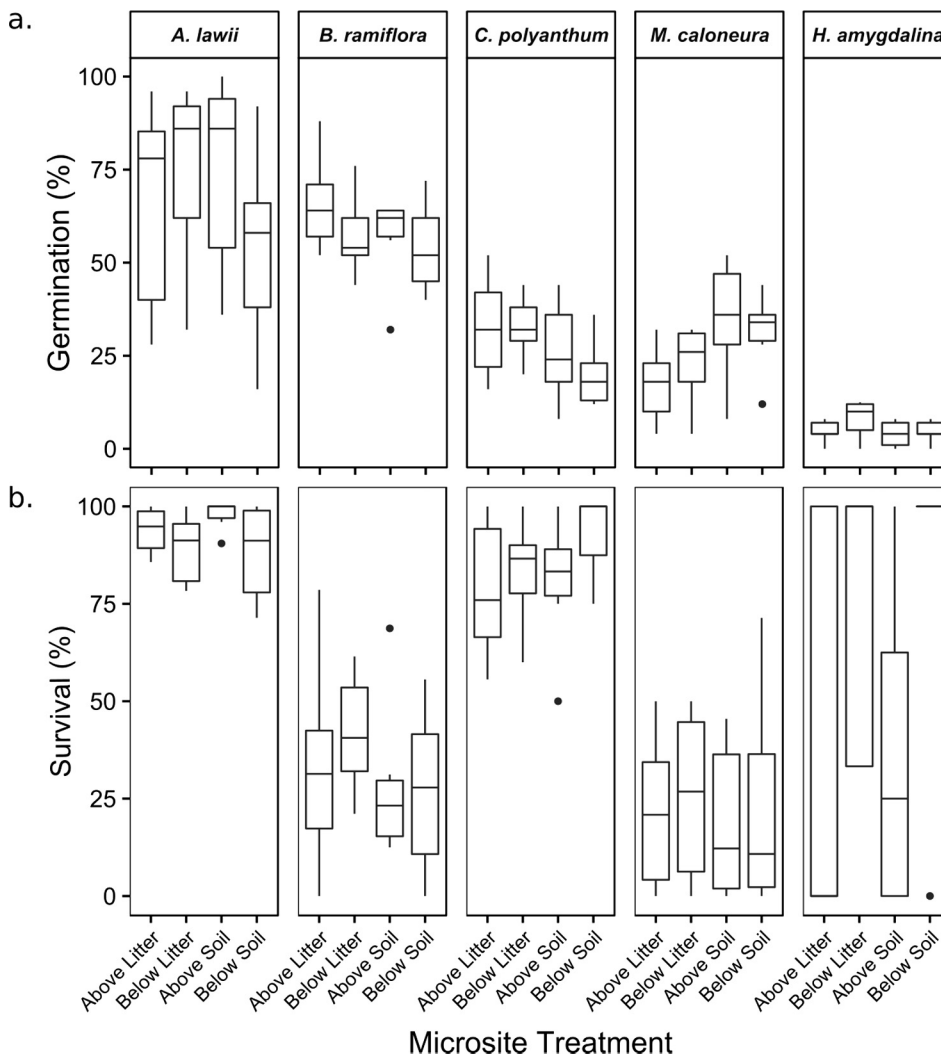 a.
A. lawii B. ramiflora C. polyanthum M. caloneura H. amygdalina
Germination (%)
100
75
50
25
0
b.
Survival (%)
100
75
50
25
0
Above Litter Below Litter Above Soil Below Soil Above Litter Below Litter Above Soil Below Soil Above Litter Below Litter Above Soil Below Soil Above Litter Below Litter Above Soil Below Soil Above Litter Below Litter Above Soil Below Soil
Microsite Treatment